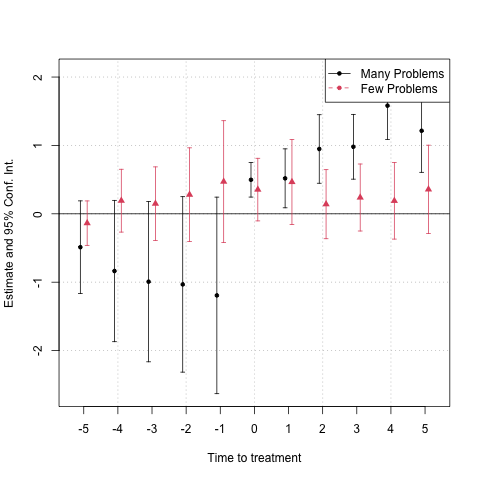 Many Problems
Few Problems
2
1
0
-1
-2
Estimate and 95% Conf. Int.
-5 -4 -3 -2 -1 0 1 2 3 4 5
Time to treatment